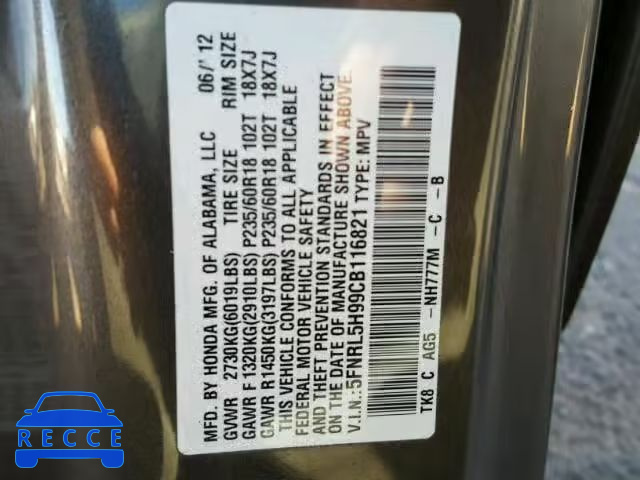 MFD. BY HONDA MFG. OF ALABAMA, LLC 06/'12
GVWR 2730KG(6019LBS) TIRE SIZE RIM SIZE
GAWR F 1320KG(2910LBS) P235/60R18 102T 18X7J
GAWR R 1450KG(3197LBS) P235/60R18 102T 18X7J
THIS VEHICLE CONFORMS TO ALL APPLICABLE
FEDERAL MOTOR VEHICLE SAFETY
AND THEFT PREVENTION STANDARDS IN EFFECT
ON THE DATE OF MANUFACTURE SHOWN ABOVE.
V.I.N.:5FNRL5H99CB116821 TYPE: MPV
TK8 C AG5- NH777M -C -B
RECCE